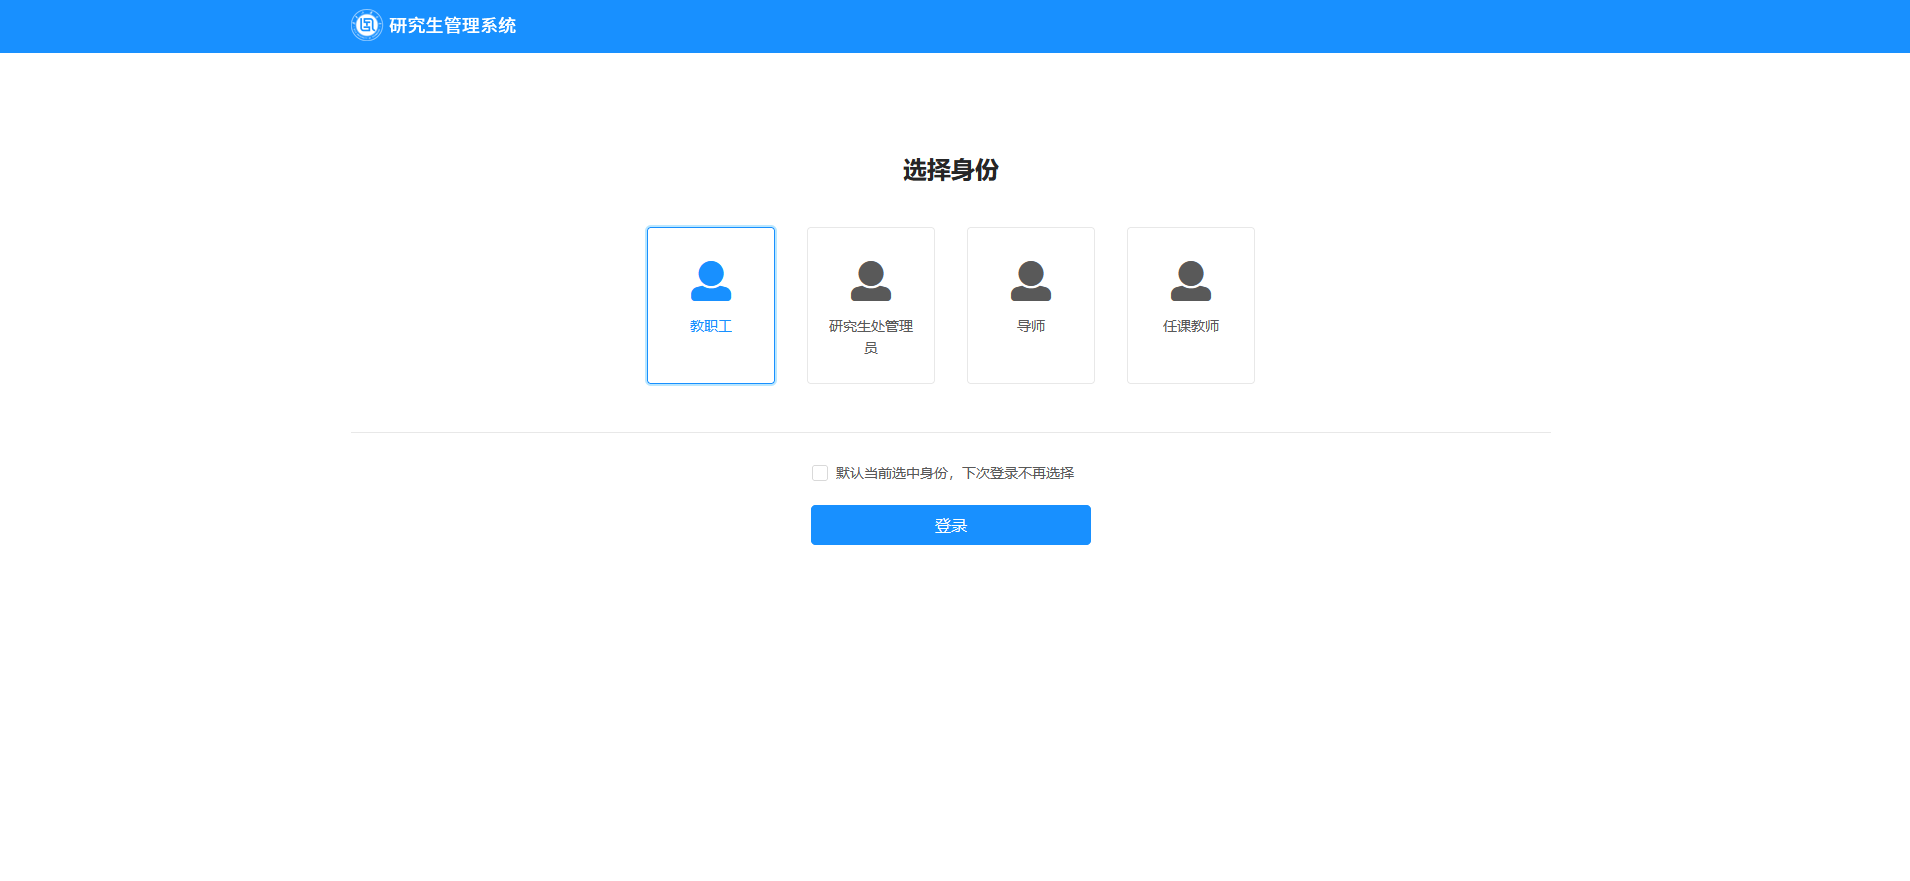 研究生管理系统
选择身份
教职工
研究生处管理
员
导师
任课教师
默认当前选中身份，下次登录不再选择
登录